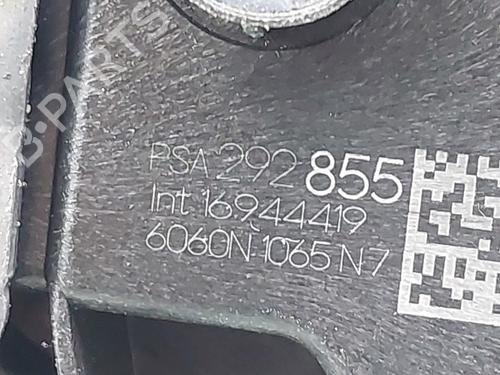 B-PARTS
PSA 292 855
Int 16944419
6060N 1065 N7